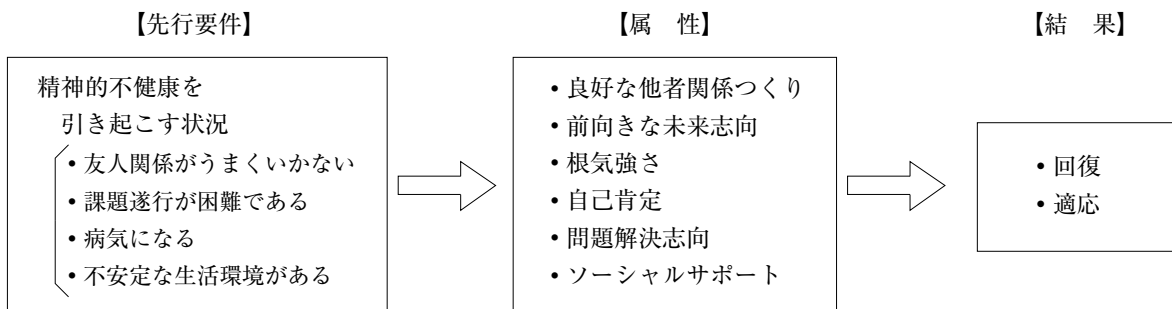 【先行要件】
精神的不健康を
引き起こす状況
・友人関係がうまくいかない
・課題遂行が困難である
・病気になる
・不安定な生活環境がある
【属　性】
・良好な他者関係つくり
・前向きな未来志向
・根気強さ
・自己肯定
・問題解決志向
・ソーシャルサポート
【結　果】
・回復
・適応